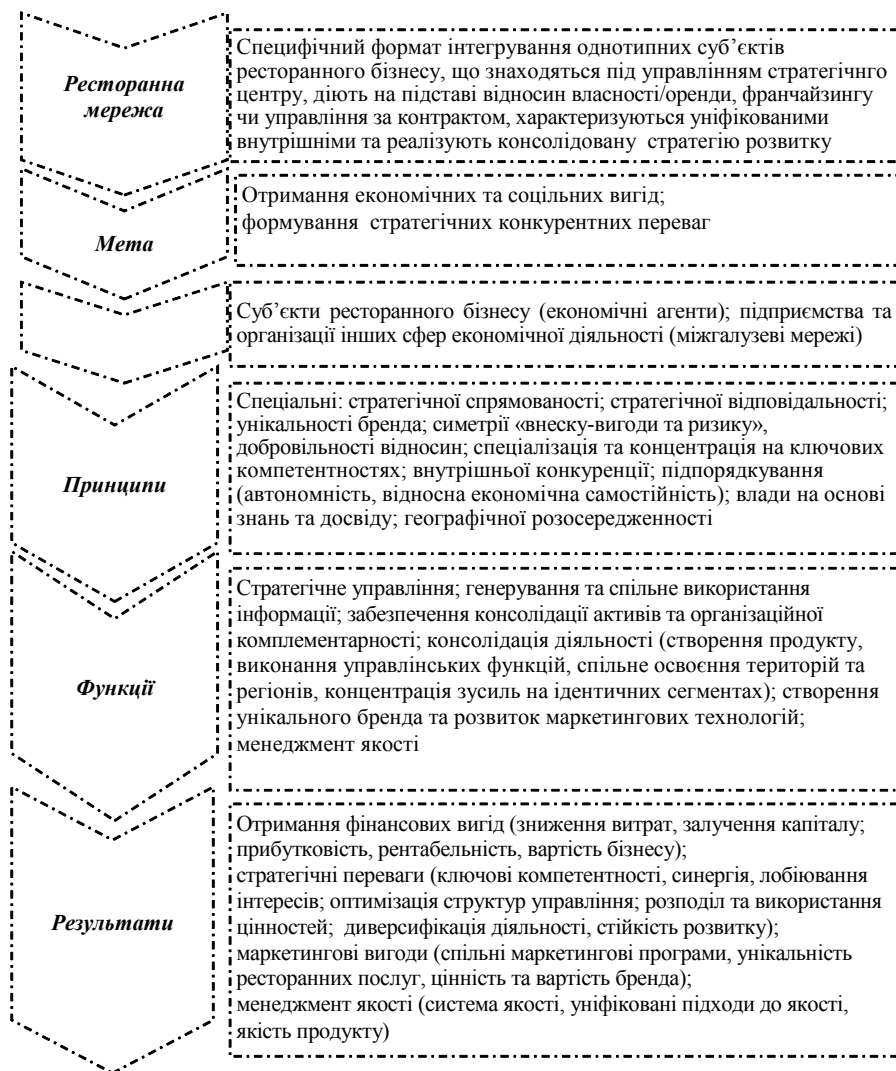 Ресторанна
мережа
Специфічний формат інтегрування однотипних суб’єктів
ресторанного бізнесу, що знаходяться під управлінням стратегічнго
центру, діють на підставі відносин власності/оренди, франчайзингу
чи управління за контрактом, характеризуються уніфікованими
внутрішніми та реалізують консолідовану стратегію розвитку
Мета
Отримання економічних та соцільних вигід;
формування стратегічних конкурентних переваг
Суб’єкти ресторанного бізнесу (економічні агенти); підприємства та
організації інших сфер економічної діяльності (міжгалузеві мережі)
Принципи
Спеціальні: стратегічної спрямованості; стратегічної відповідальності;
унікальності бренда; симетрії «внеску-вигоди та ризику»,
добровільності відносин; спеціалізація та концентрація на ключових
компетентностях; внутрішньої конкуренції; підпорядкування
(автономність, відносна економічна самостійність); влади на основі
знань та досвіду; географічної розосередженності
Функції
Стратегічне управління; генерування та спільне використання
інформації; забезпечення консолідації активів та організаційної
комплементарності; консолідація діяльності (створення продукту,
виконання управлінських функцій, спільне освоєння територій та
регіонів, концентрація зусиль на ідентичних сегментах); створення
унікального бренда та розвиток маркетингових технологій;
менеджмент якості
Результати
Отримання фінансових вигід (зниження витрат, залучення капіталу;
прибутковість, рентабельність, вартість бізнесу);
стратегічні переваги (ключові компетентності, синергія, лобіювання
інтересів; оптимізація структур управління; розподіл та використання
цінностей; диверсифікація діяльності, стійкість розвитку);
маркетингові вигоди (спільні маркетингові програми, унікальність
ресторанних послуг, цінність та вартість бренда);
менеджмент якості (система якості, уніфіковані підходи до якості,
якість продукту)